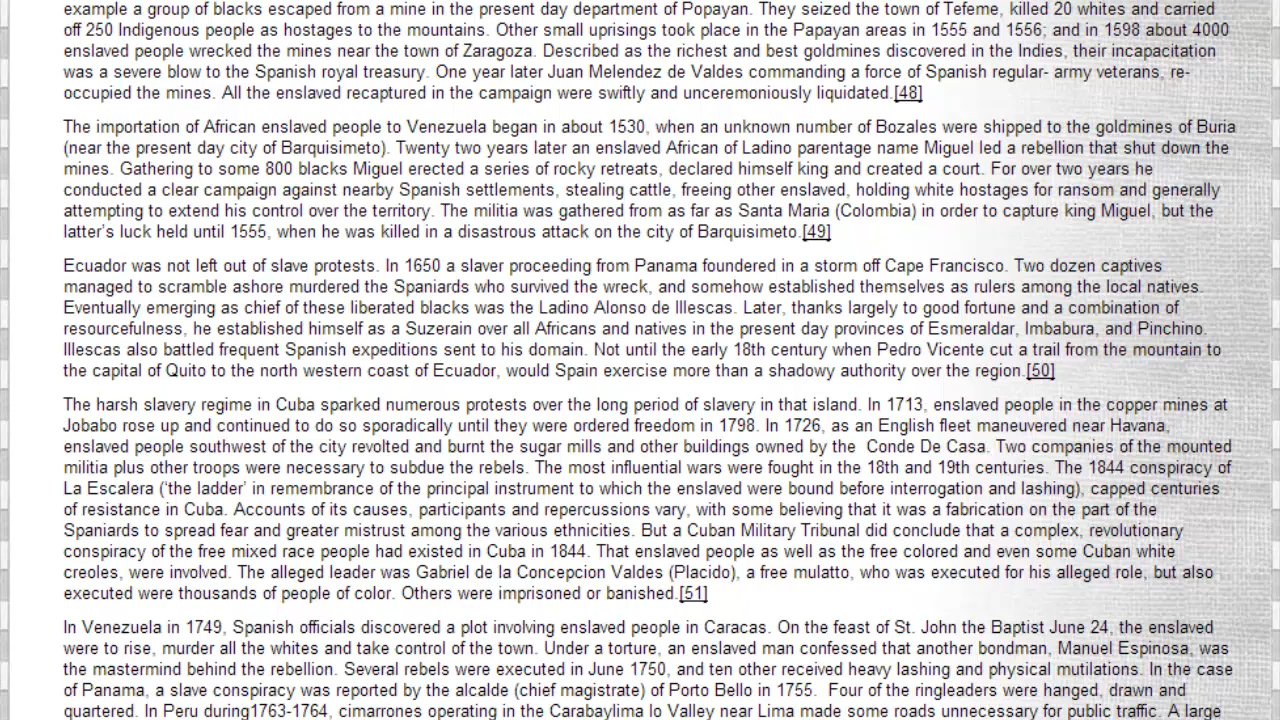 example a group of blacks escaped from a mine in the present day department of Popayan. They seized the town of Tefeme, killed 20 whites and carried
off 250 Indigenous people as hostages to the mountains. Other small uprisings took place in the Papayan areas in 1555 and 1556; and in 1598 about 4000
enslaved people wrecked the mines near the town of Zaragoza. Described as the richest and best goldmines discovered in the Indies, their incapacitation
was a severe blow to the Spanish royal treasury. One year later Juan Melendez de Valdes commanding a force of Spanish regular- army veterans, re-
occupied the mines. All the enslaved recaptured in the campaign were swiftly and unceremoniously liquidated.[48]
The importation of African enslaved people to Venezuela began in about 1530, when an unknown number of Bozales were shipped to the goldmines of Buria
(near the present day city of Barquisimeto). Twenty two years later an enslaved African of Ladino parentage name Miguel led a rebellion that shut down the
mines. Gathering to some 800 blacks Miguel erected a series of rocky retreats, declared himself king and created a court. For over two years he
conducted a clear campaign against nearby Spanish settlements, stealing cattle, freeing other enslaved, holding white hostages for ransom and generally
attempting to extend his control over the territory. The militia was gathered from as far as Santa Maria (Colombia) in order to capture king Miguel, but the
latter's luck held until 1555, when he was killed in a disastrous attack on the city of Barquisimeto.[49]
Ecuador was not left out of slave protests. In 1650 a slaver proceeding from Panama foundered in a storm off Cape Francisco. Two dozen captives
managed to scramble ashore murdered the Spaniards who survived the wreck, and somehow established themselves as rulers among the local natives.
Eventually emerging as chief of these liberated blacks was the Ladino Alonso de Illescas. Later, thanks largely to good fortune and a combination of
resourcefulness, he established himself as a Suzerain over all Africans and natives in the present day provinces of Esmeraldar, Imbabura, and Pinchino.
Illescas also battled frequent Spanish expeditions sent to his domain. Not until the early 18th century when Pedro Vicente cut a trail from the mountain to
the capital of Quito to the north western coast of Ecuador, would Spain exercise more than a shadowy authority over the region.[50]
The harsh slavery regime in Cuba sparked numerous protests over the long period of slavery in that island. In 1713, enslaved people in the copper mines at
Jobabo rose up and continued to do so sporadically until they were ordered freedom in 1798. In 1726, as an English fleet maneuvered near Havana,
enslaved people southwest of the city revolted and burnt the sugar mills and other buildings owned by the  Conde De Casa. Two companies of the mounted
militia plus other troops were necessary to subdue the rebels. The most influential wars were fought in the 18th and 19th centuries. The 1844 conspiracy of
La Escalera ('the ladder' in remembrance of the principal instrument to which the enslaved were bound before interrogation and lashing), capped centuries
of resistance in Cuba. Accounts of its causes, participants and repercussions vary, with some believing that it was a fabrication on the part of the
Spaniards to spread fear and greater mistrust among the various ethnicities. But a Cuban Military Tribunal did conclude that a complex, revolutionary
conspiracy of the free mixed race people had existed in Cuba in 1844. That enslaved people as well as the free colored and even some Cuban white
creoles, were involved. The alleged leader was Gabriel de la Concepcion Valdes (Placido), a free mulatto, who was executed for his alleged role, but also
executed were thousands of people of color. Others were imprisoned or banished.[51]
In Venezuela in 1749, Spanish officials discovered a plot involving enslaved people in Caracas. On the feast of St. John the Baptist June 24, the enslaved
were to rise, murder all the whites and take control of the town. Under a torture, an enslaved man confessed that another bondman, Manuel Espinosa, was
the mastermind behind the rebellion. Several rebels were executed in June 1750, and ten other received heavy lashing and physical mutilations. In the case
of Panama, a slave conspiracy was reported by the alcalde (chief magistrate) of Porto Bello in 1755.  Four of the ringleaders were hanged, drawn and
quartered. In Peru during1763-1764, cimarrones operating in the Carabaylima lo Valley near Lima made some roads unnecessary for public traffic. A large